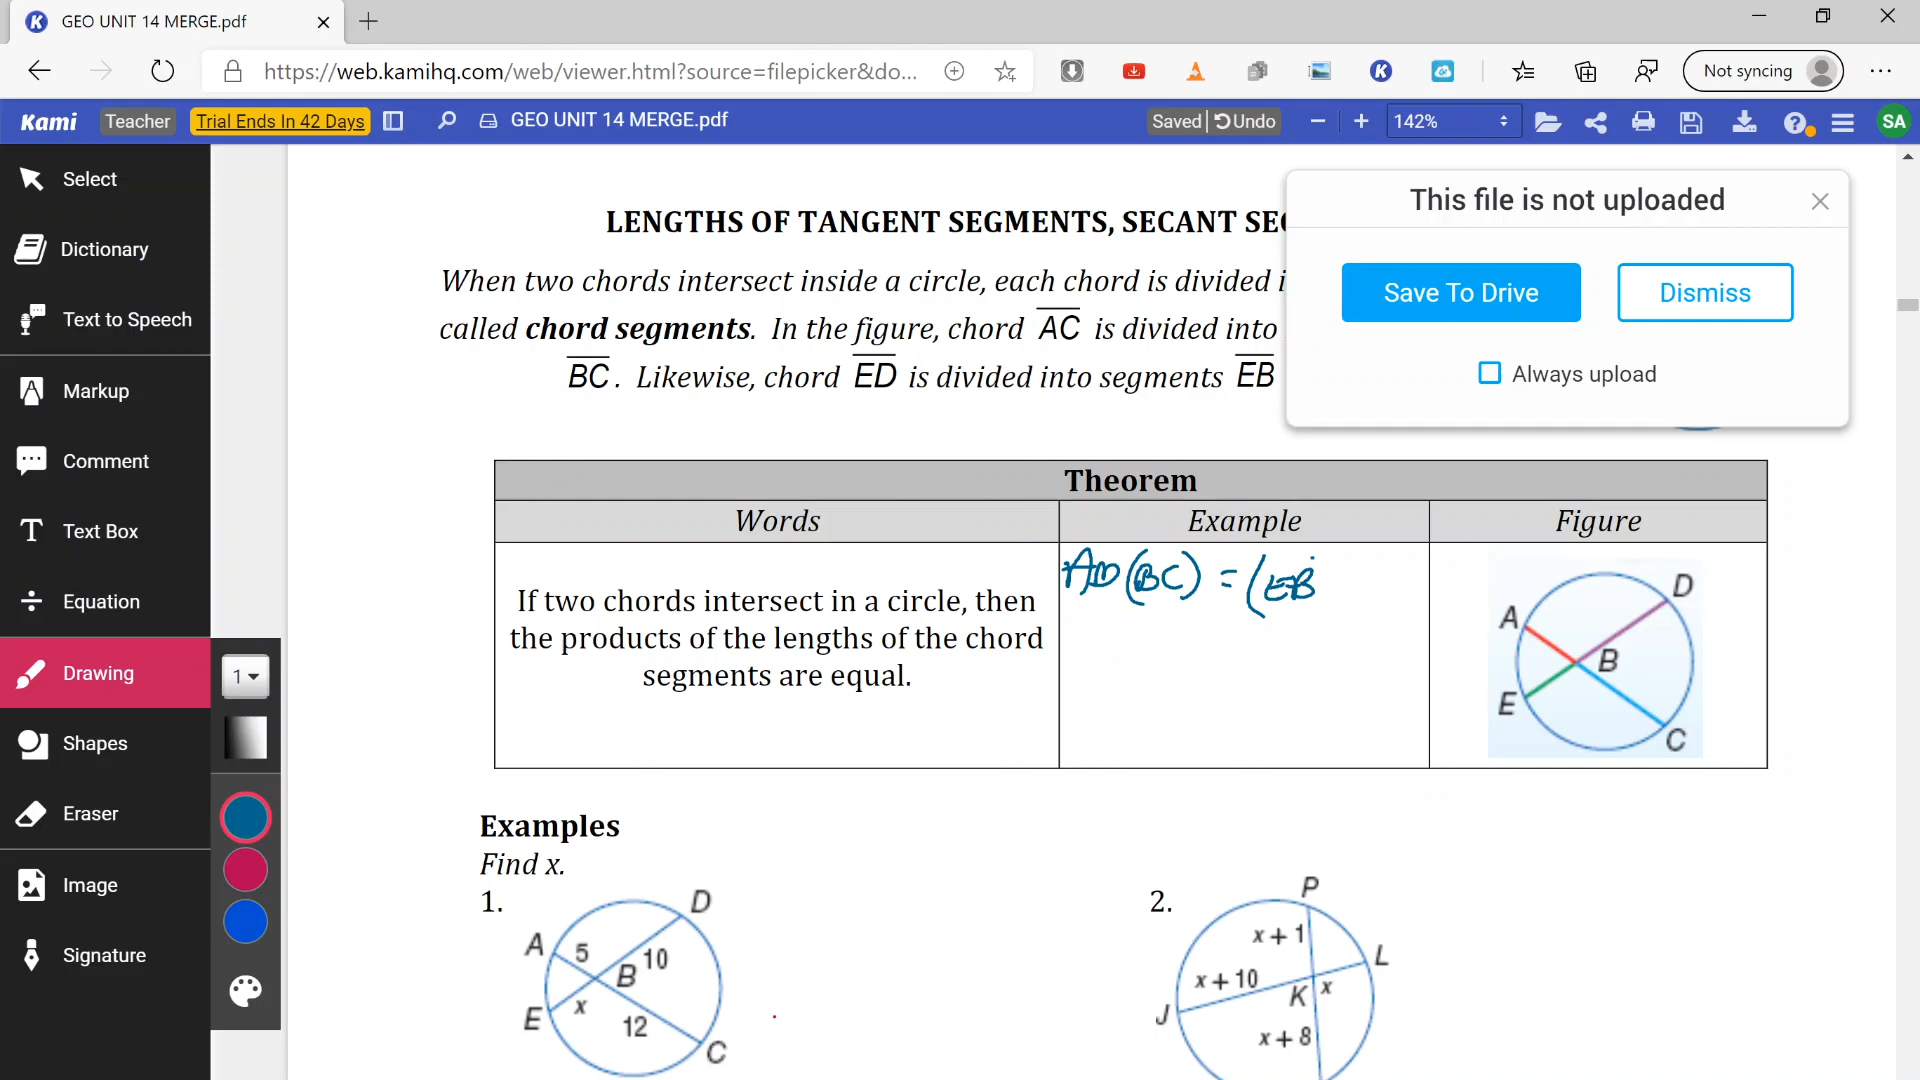 GEO UNIT 14 MERGE.pdf
https://web.kamihq.com/web/viewer.html?source=filepicker&do...
Not syncing
Kami Teacher Trial Ends In 42 Days GEO UNIT 14 MERGE.pdf Saved Undo 142% SA
Select
Dictionary
Text to Speech
Markup
Comment
Text Box
Equation
Drawing
1
Shapes
Eraser
Image
Signature
This file is not uploaded
Save To Drive Dismiss
Always upload
LENGTHS OF TANGENT SEGMENTS, SECANT
When two chords intersect inside a circle, each chord is divided
called chord segments. In the figure, chord AC is divided into
BC. Likewise, chord ED is divided into segments EB
Theorem
Words Example Figure
If two chords intersect in a circle, then
the products of the lengths of the chord
segments are equal.
(BC) = (EB
A D B E C
Examples
Find x.
1.
A 5 D 10 B E x 12 C
2.
P x + 1 L x + 10 K x J x + 8